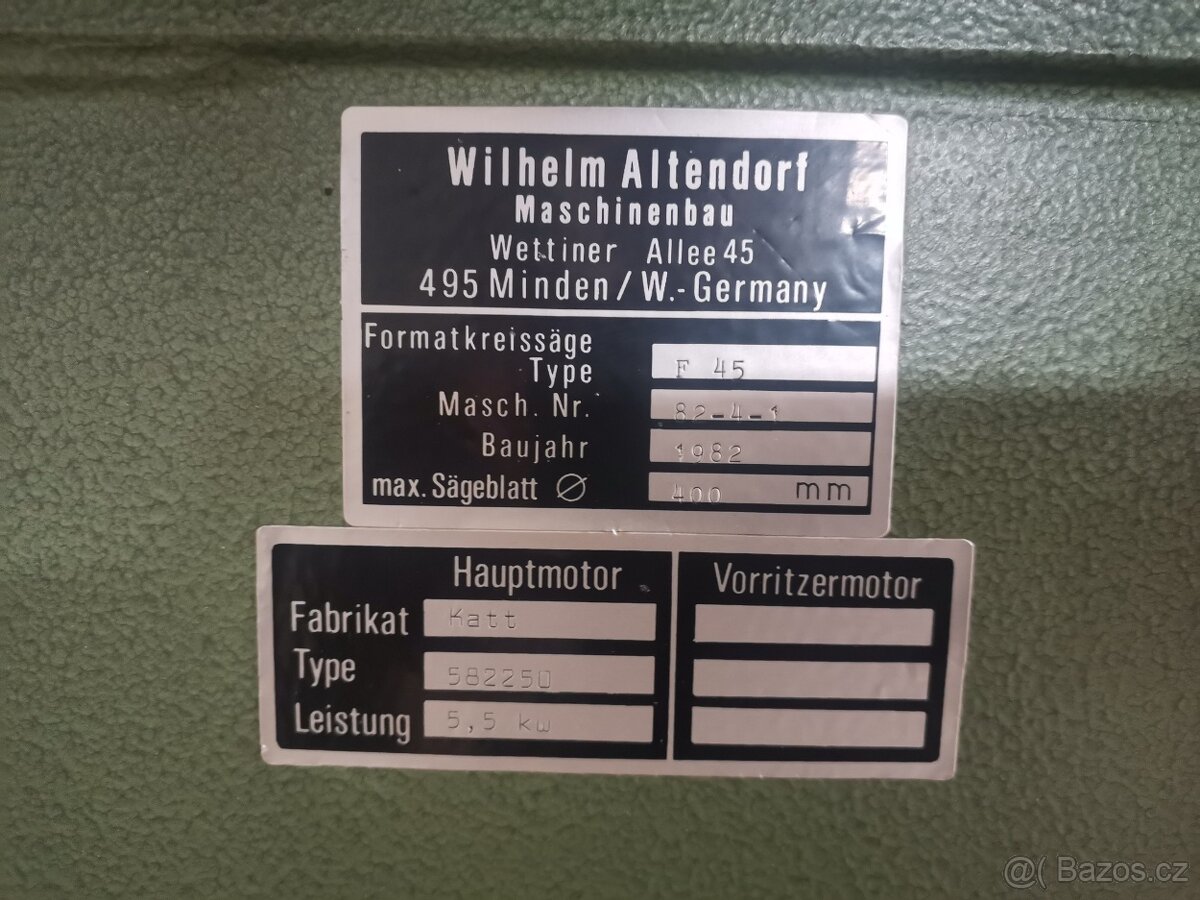 Wilhelm Altendorf
Maschinenbau
Wettiner Allee 45
495 Minden / W.-Germany
Formatkreissäge
Type F 45
Masch. Nr. 82-4-1
Baujahr 1982
max. Sägeblatt Ø 400 mm
Hauptmotor Vorritzermotor
Fabrikat Katt
Type 582250
Leistung 5,5 kw
@( Bazos.cz